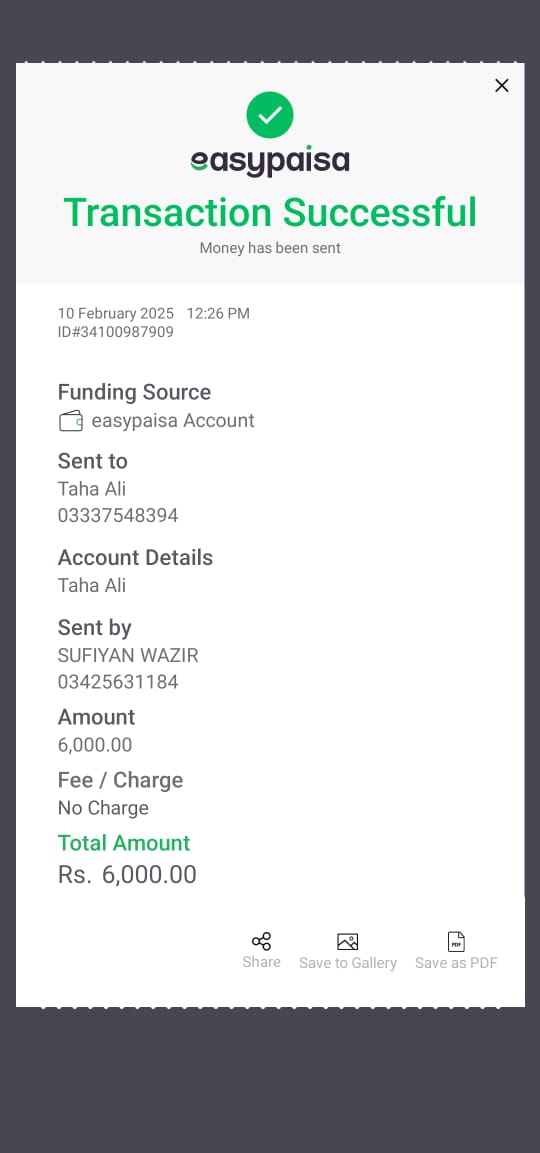 easypaisa
Transaction Successful
Money has been sent
10 February 2025 12:26 PM
ID#34100987909
Funding Source
easypaisa Account
Sent to
Taha Ali
03337548394
Account Details
Taha Ali
Sent by
SUFIYAN WAZIR
03425631184
Amount
6,000.00
Fee / Charge
No Charge
Total Amount
Rs. 6,000.00
Share Save to Gallery Save as PDF